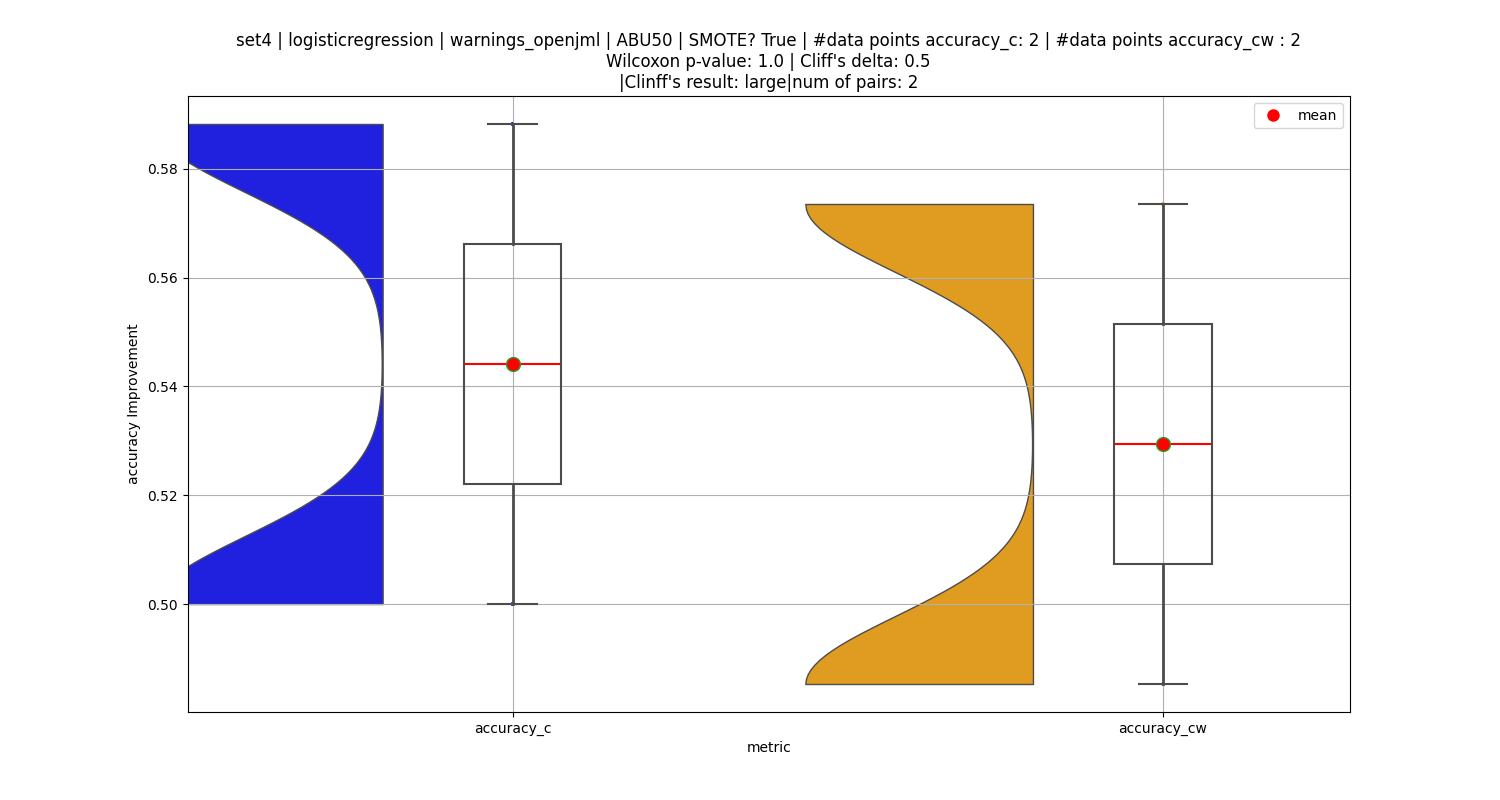 set4 | logisticregression | warnings_openjml | ABU50 | SMOTE? True | #data points accuracy_c: 2 | #data points accuracy_cw : 2
Wilcoxon p-value: 1.0 | Cliff's delta: 0.5
|Clinff's result: large|num of pairs: 2
mean
0.58
0.56
0.54
0.52
0.50
accuracy Improvement
accuracy_c
accuracy_cw
metric